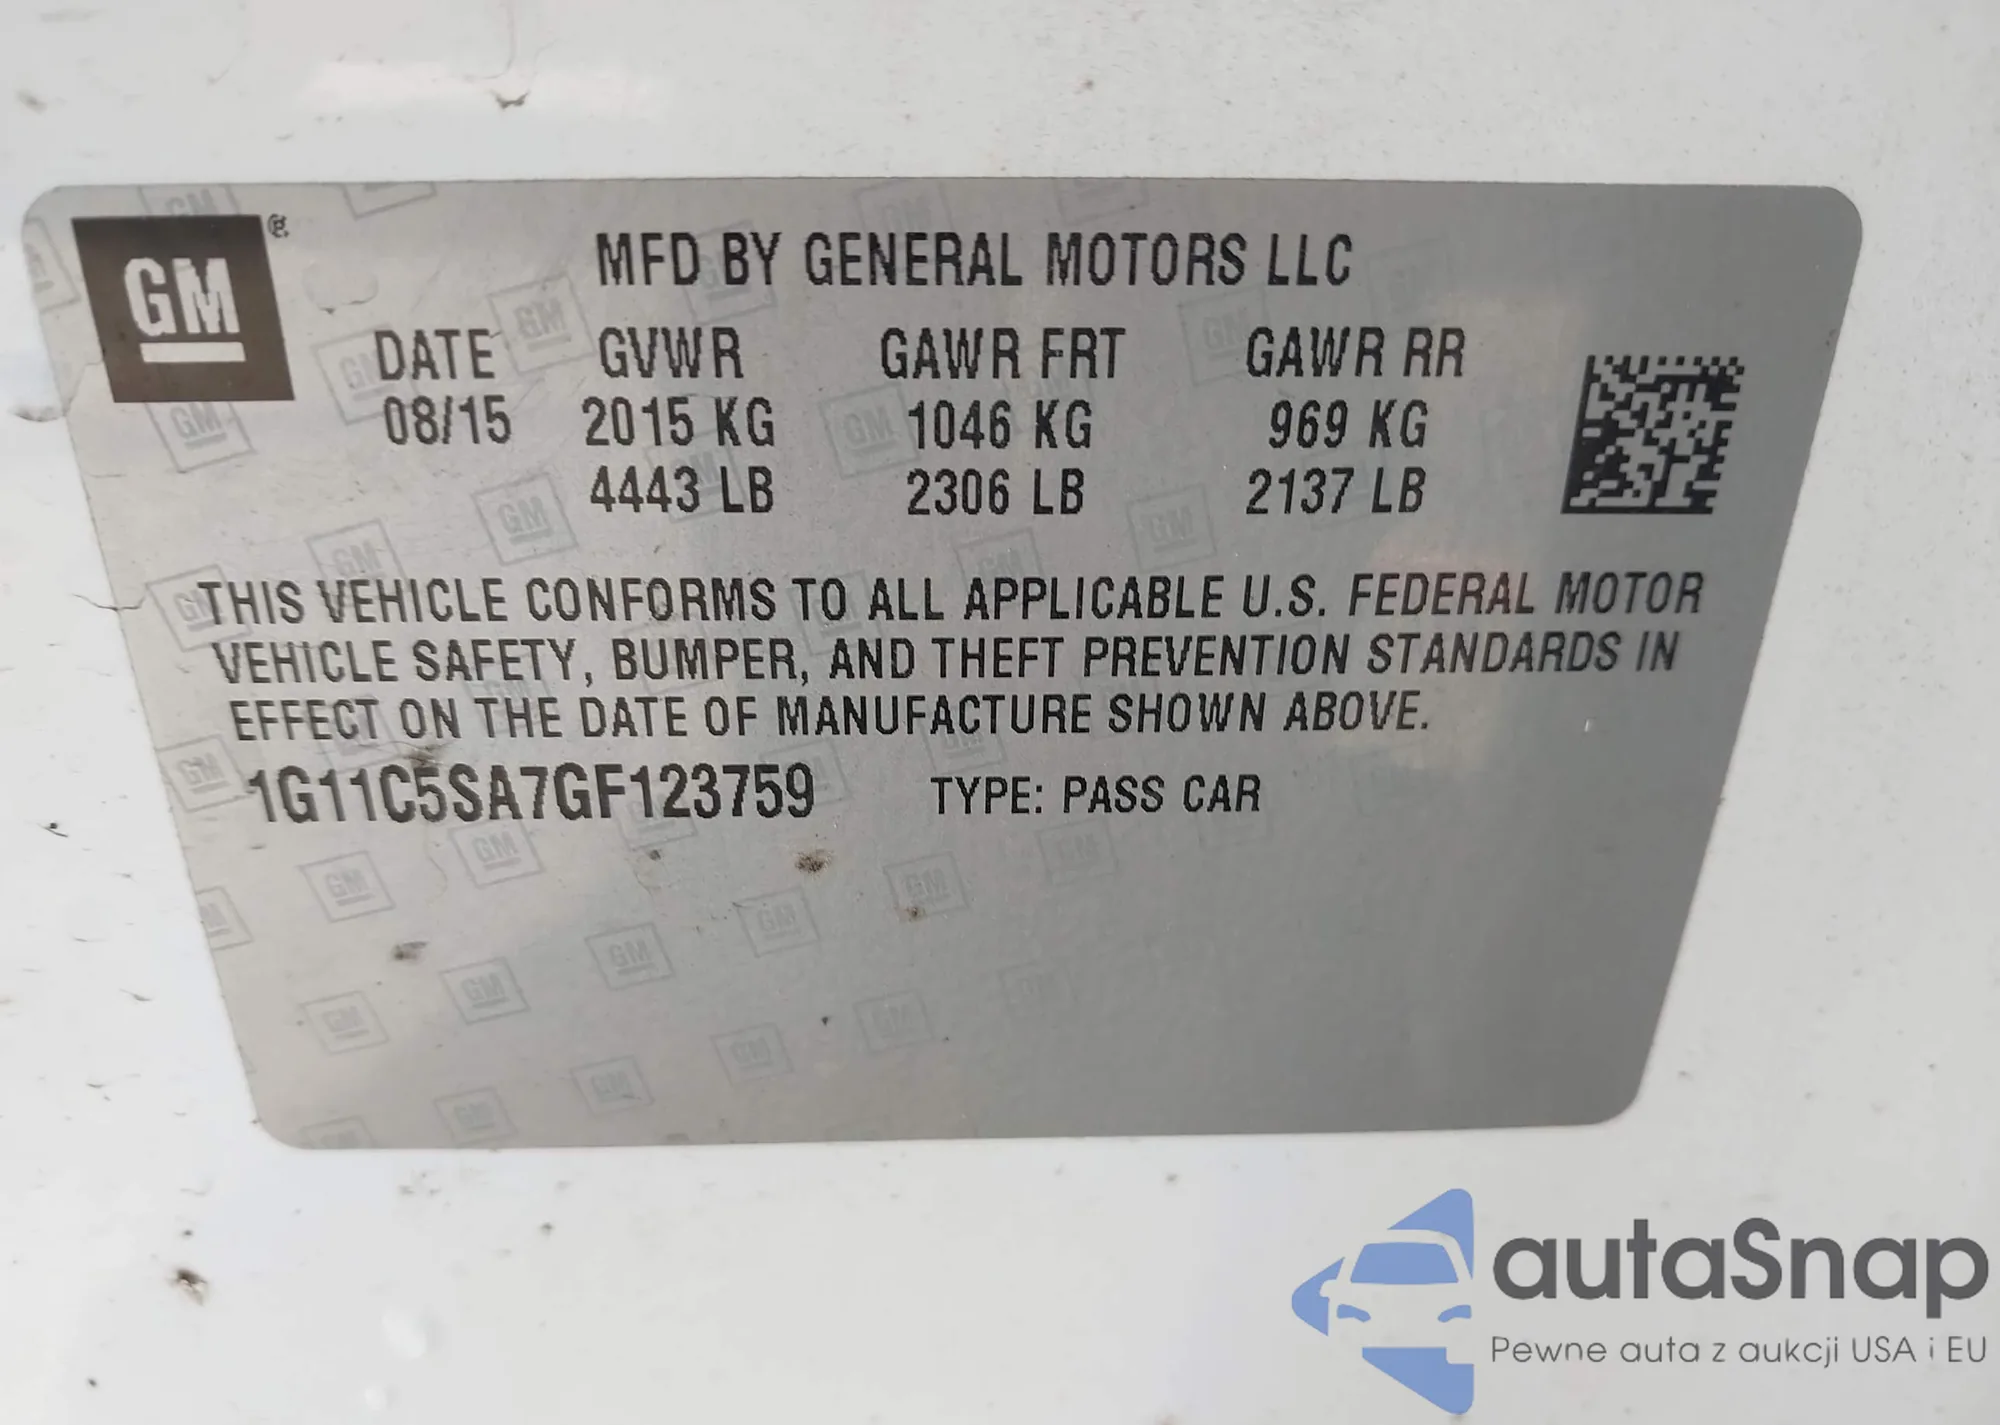 GM ®
MFD BY GENERAL MOTORS LLC
DATE GVWR GAWR FRT GAWR RR
08/15 2015 KG 1046 KG 969 KG
4443 LB 2306 LB 2137 LB
THIS VEHICLE CONFORMS TO ALL APPLICABLE U.S. FEDERAL MOTOR
VEHICLE SAFETY, BUMPER, AND THEFT PREVENTION STANDARDS IN
EFFECT ON THE DATE OF MANUFACTURE SHOWN ABOVE.
1G11C5SA7GF123759 TYPE: PASS CAR
autaSnap
Pewne auta z aukcji USA i EU